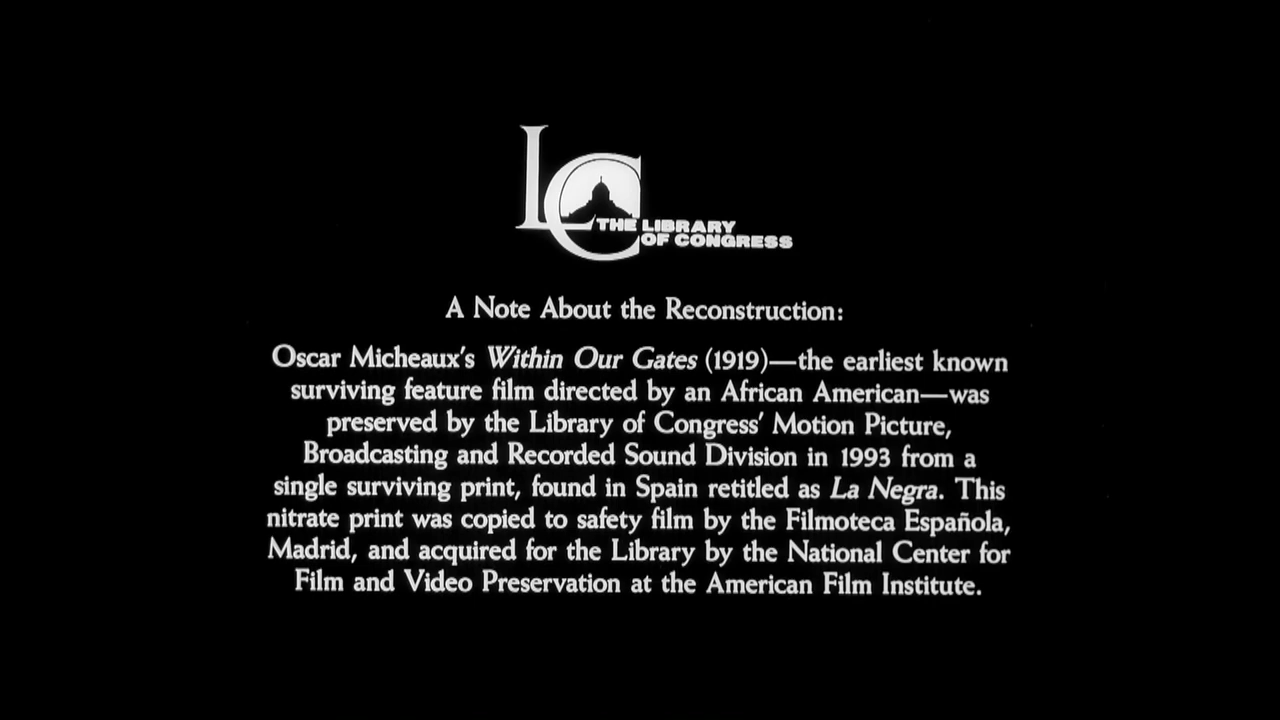 LC
THE LIBRARY
OF CONGRESS
A Note About the Reconstruction:
Oscar Micheaux's Within Our Gates (1919)—the earliest known
surviving feature film directed by an African American—was
preserved by the Library of Congress' Motion Picture,
Broadcasting and Recorded Sound Division in 1993 from a
single surviving print, found in Spain retitled as La Negra. This
nitrate print was copied to safety film by the Filmoteca Española,
Madrid, and acquired for the Library by the National Center for
Film and Video Preservation at the American Film Institute.